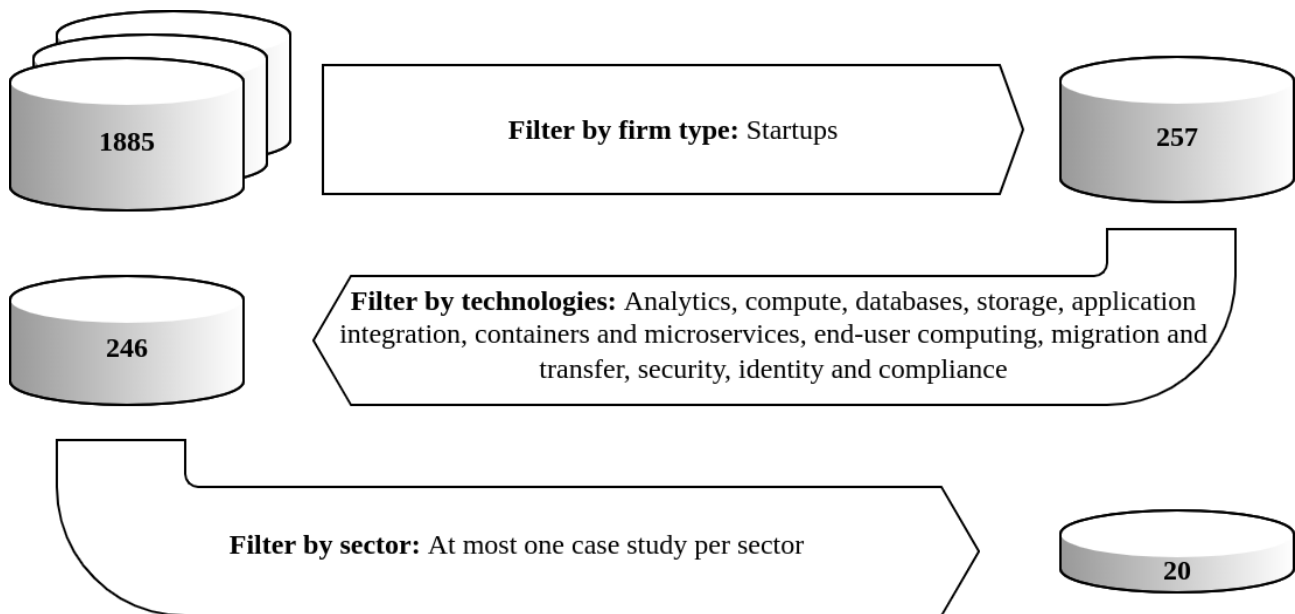 1885
Filter by firm type: Startups
257
Filter by technologies: Analytics, compute, databases, storage, application
integration, containers and microservices, end-user computing, migration and
transfer, security, identity and compliance
246
Filter by sector: At most one case study per sector
20